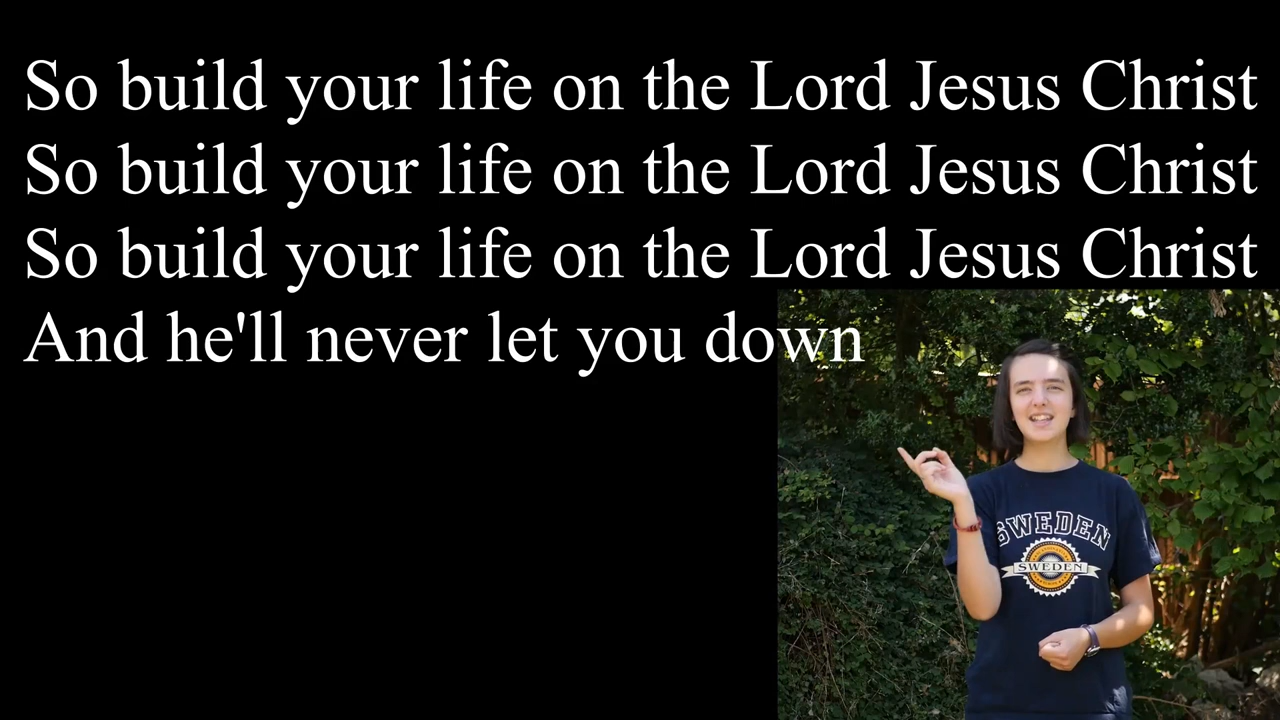 So build your life on the Lord Jesus Christ
So build your life on the Lord Jesus Christ
So build your life on the Lord Jesus Christ
And he'll never let you down
SWEDEN
SWEDEN